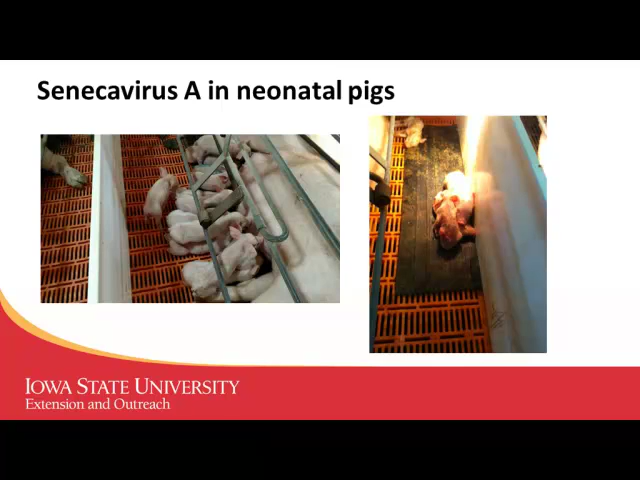 Senecavirus A in neonatal pigs
IOWA STATE UNIVERSITY
Extension and Outreach